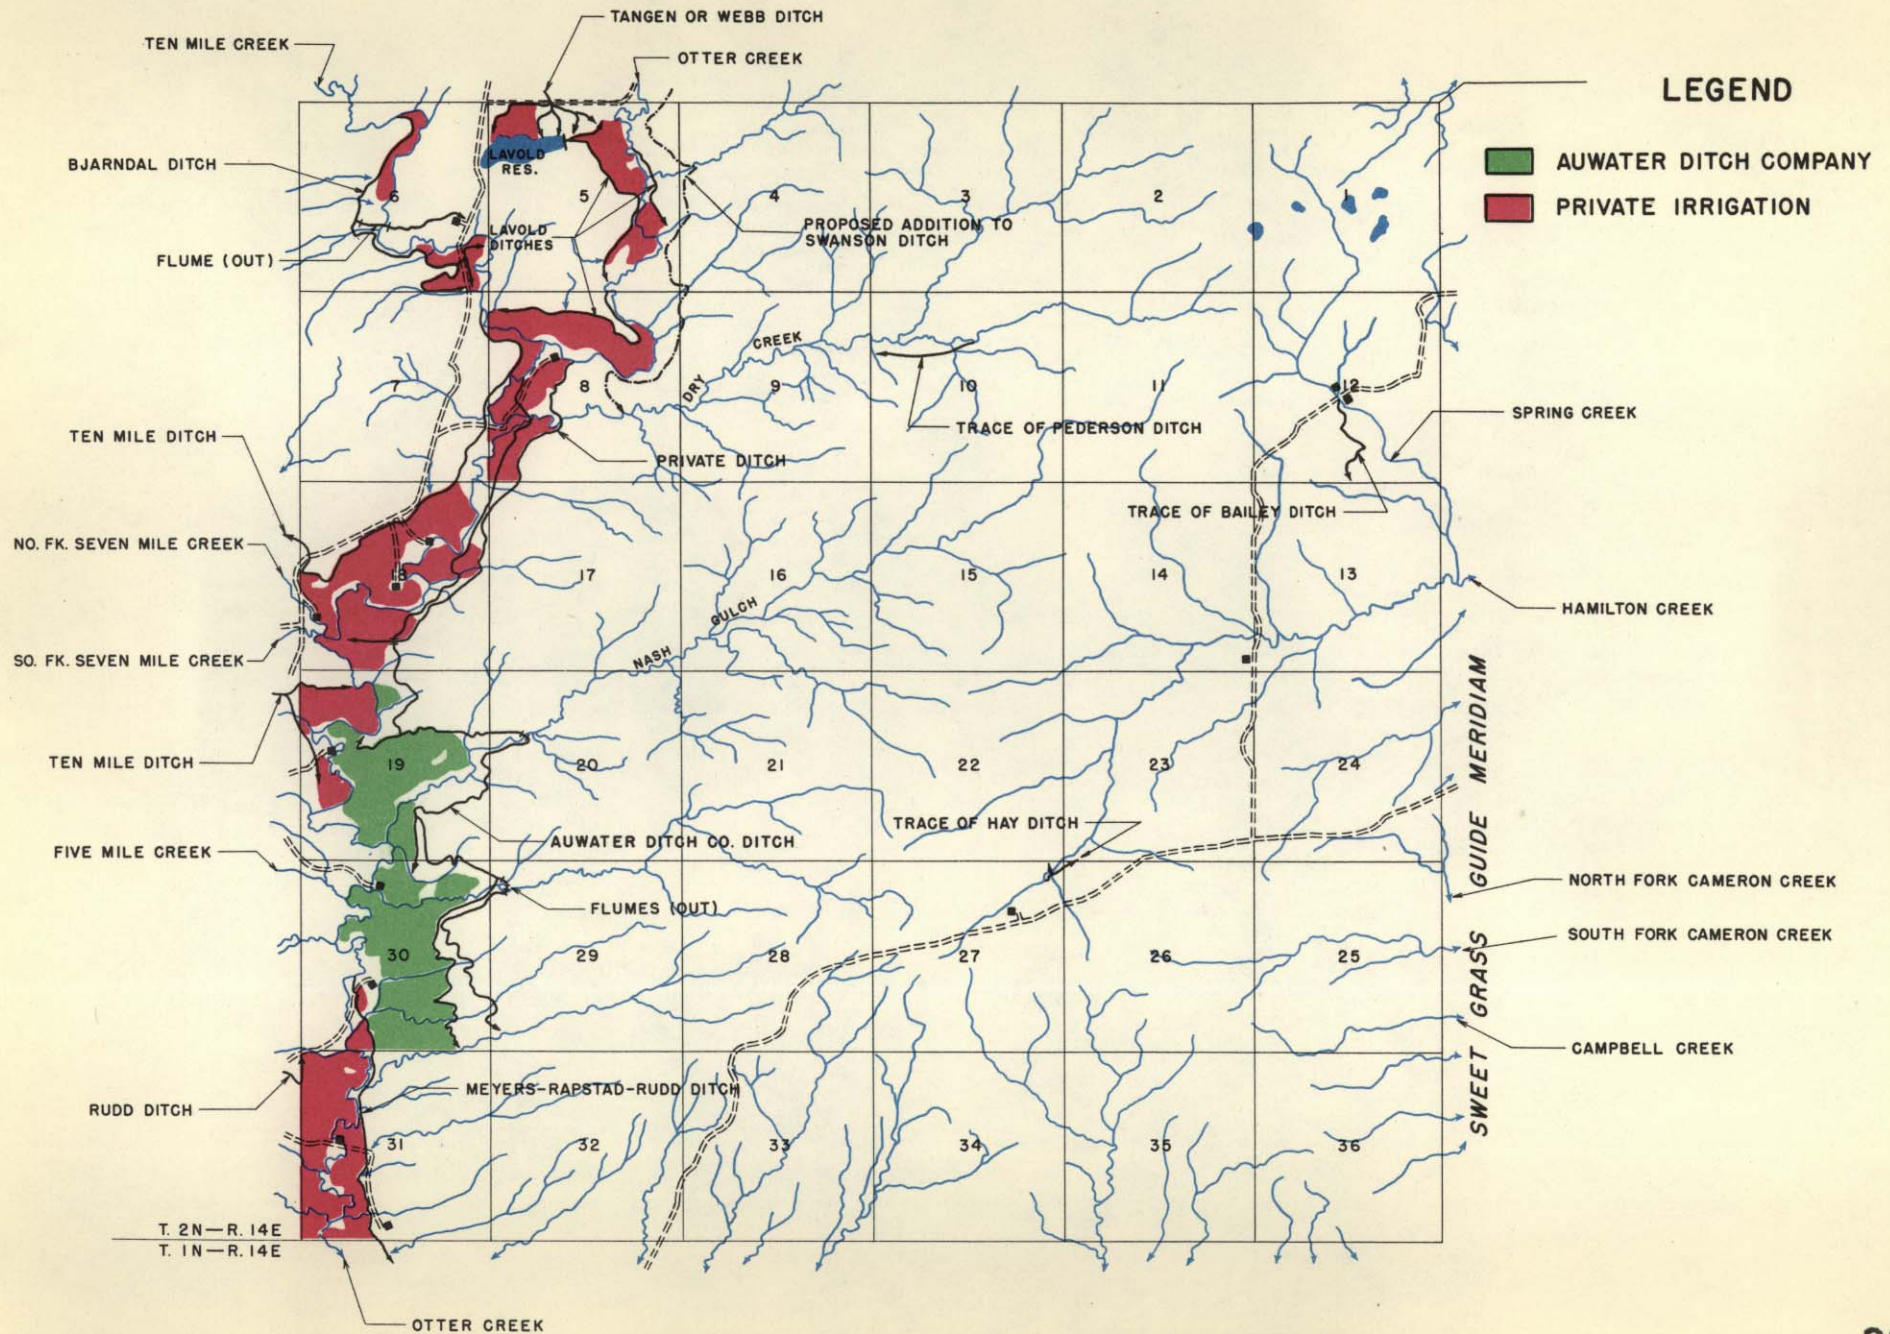 TANGEN OR WEBB DITCH
TEN MILE CREEK
OTTER CREEK
LEGEND
AUWATER DITCH COMPANY
PRIVATE IRRIGATION
BJARNDAL DITCH
LAVOLD
RES.
6
5
4
3
2
1
PROPOSED ADDITION TO
SWANSON DITCH
LAVOLD
DITCHES
FLUME (OUT)
DRY
CREEK
7
8
9
10
11
12
SPRING CREEK
TRACE OF PEDERSON DITCH
TEN MILE DITCH
PRIVATE DITCH
TRACE OF BAILEY DITCH
NO. FK. SEVEN MILE CREEK
18
17
16
15
14
13
HAMILTON CREEK
NASH
GULCH
SO. FK. SEVEN MILE CREEK
TEN MILE DITCH
19
20
21
22
23
24
TRACE OF HAY DITCH
AUWATER DITCH CO. DITCH
FIVE MILE CREEK
NORTH FORK CAMERON CREEK
FLUMES (OUT)
SOUTH FORK CAMERON CREEK
30
29
28
27
26
25
SWEET GRASS GUIDE MERIDIAM
CAMPBELL CREEK
MEYERS-RAPSTAD-RUDD DITCH
RUDD DITCH
31
32
33
34
35
36
T. 2N—R. 14E
T. 1N—R. 14E
OTTER CREEK